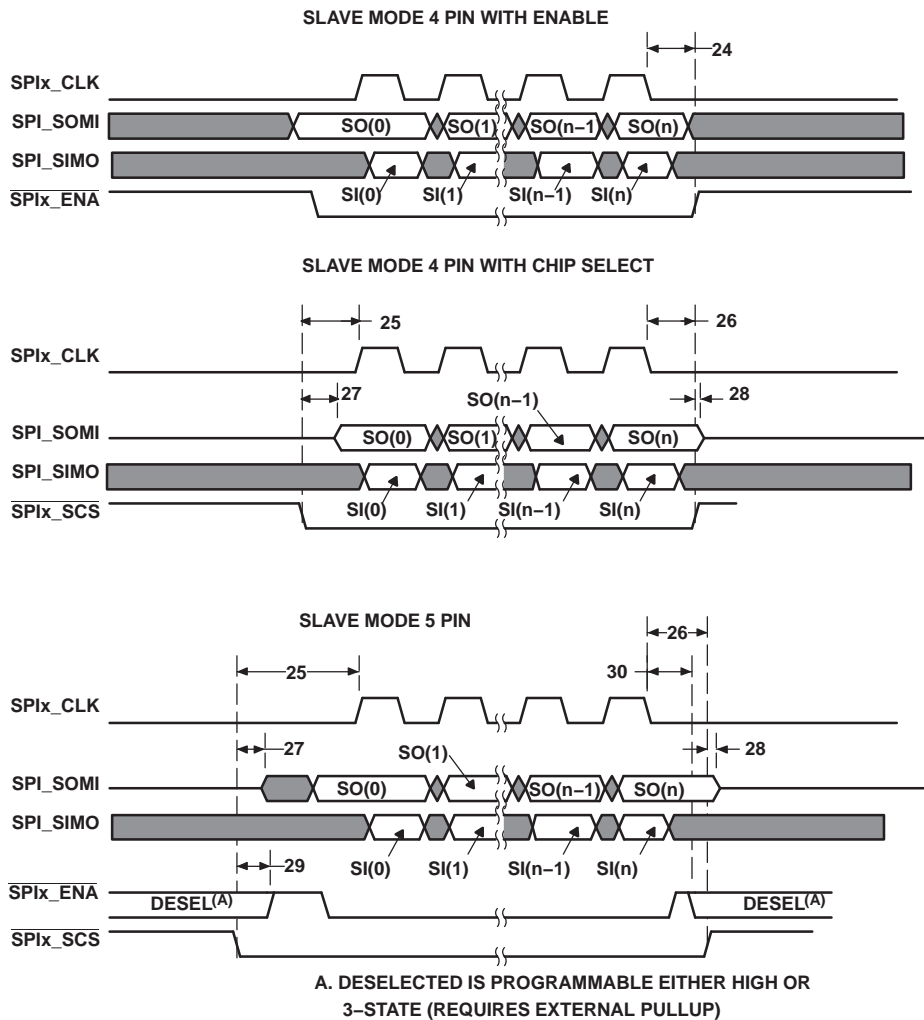 SLAVE MODE 4 PIN WITH ENABLE
24
SPIx_CLK
SPI_SOMI
SO(0) SO(1) SO(n−1) SO(n)
SPI_SIMO
SI(0) SI(1) SI(n−1) SI(n)
SPIx_ENA
SLAVE MODE 4 PIN WITH CHIP SELECT
25 26
SPIx_CLK
27 SO(n−1) 28
SPI_SOMI
SO(0) SO(1) SO(n)
SPI_SIMO
SI(0) SI(1) SI(n−1) SI(n)
SPIx_SCS
SLAVE MODE 5 PIN
26
25 30
SPIx_CLK
27 SO(1) 28
SPI_SOMI
SO(0) SO(n−1) SO(n)
SPI_SIMO
29 SI(0) SI(1) SI(n−1) SI(n)
SPIx_ENA
DESEL(A) DESEL(A)
SPIx_SCS
A. DESELECTED IS PROGRAMMABLE EITHER HIGH OR
3−STATE (REQUIRES EXTERNAL PULLUP)